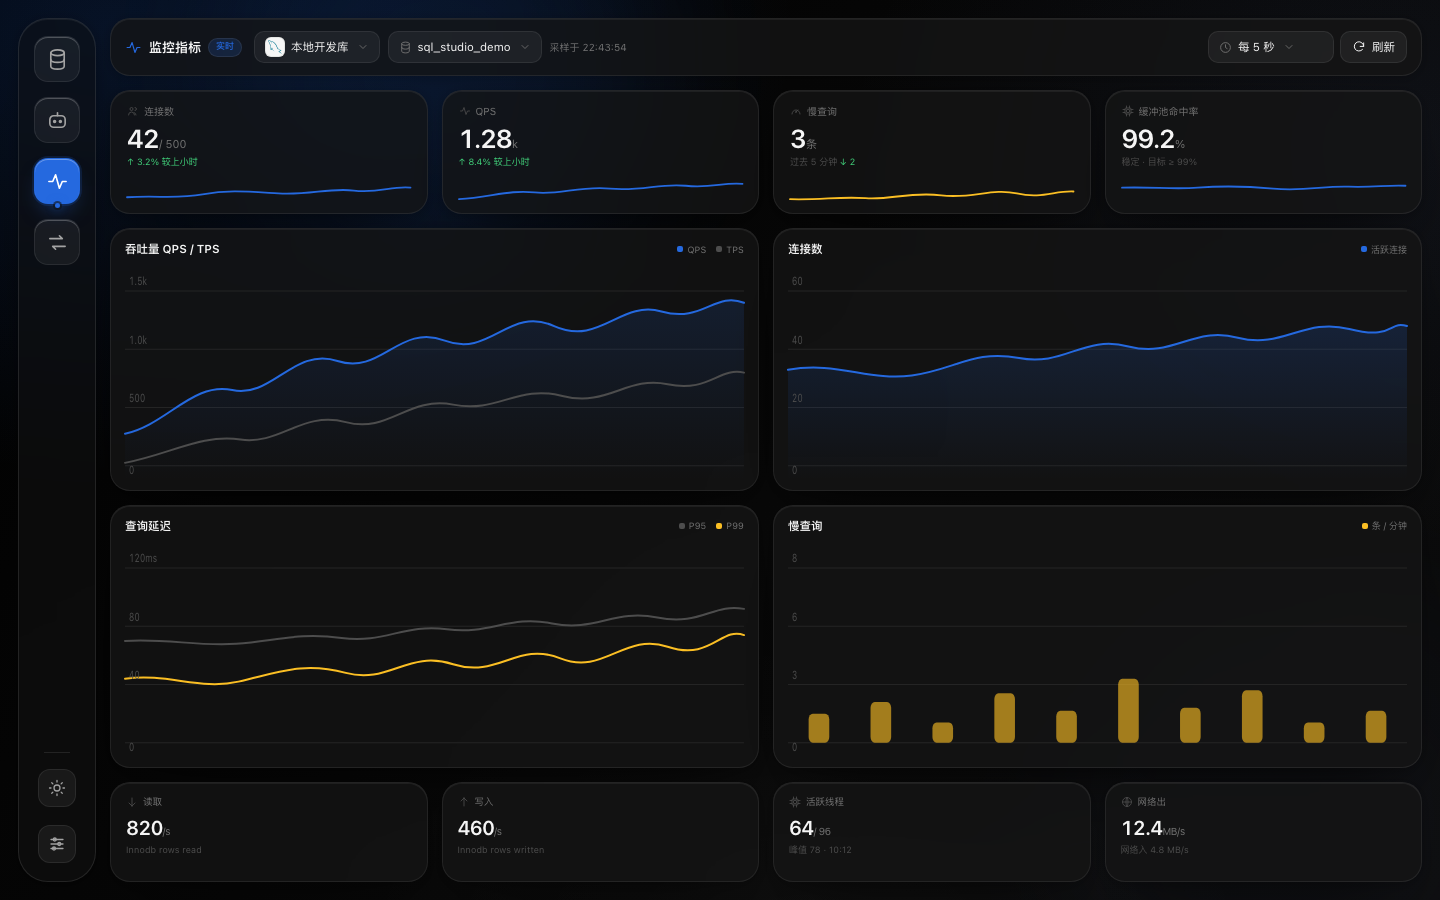 监控指标 实时 本地开发库 sql_studio_demo 采样于 22:43:54 每 5 秒 刷新
连接数
42 / 500
↑ 3.2% 较上小时
QPS
1.28k
↑ 8.4% 较上小时
慢查询
3条
过去 5 分钟 ↓ 2
缓冲池命中率
99.2%
稳定 · 目标 ≥ 99%
吞吐量 QPS / TPS
QPS TPS
1.5k
1.0k
500
0
连接数
活跃连接
60
40
20
0
查询延迟
P95 P99
120ms
80
40
0
慢查询
条 / 分钟
8
6
3
0
读取
820/s
Innodb rows read
写入
460/s
Innodb rows written
活跃线程
64/ 96
峰值 78 · 10:12
网络出
12.4MB/s
网络入 4.8 MB/s